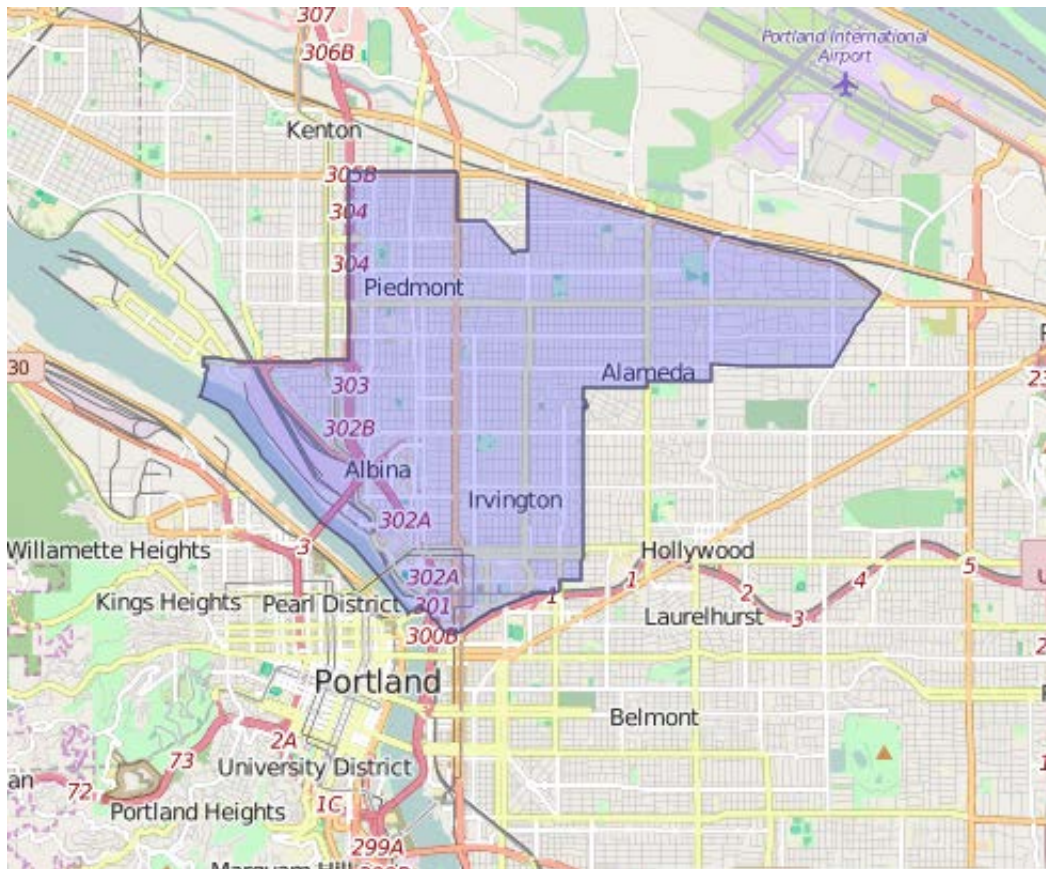 307
306B
Portland International
Airport
Kenton
305B
304
304
Piedmont
30
303
Alameda
302B
Albina
Irvington
302A
3
Willamette Heights
Hollywood
302A
1
5
4
2
1
Kings Heights
Pearl District
301
3
Laurelhurst
300B
Portland
Belmont
2A
73
University District
72
Portland Heights
1C
299A